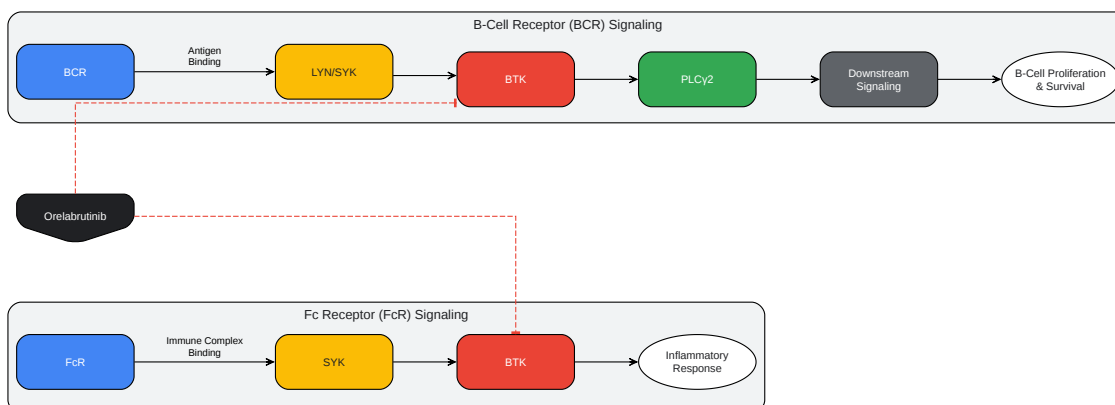 B-Cell Receptor (BCR) Signaling
BCR
Antigen
Binding
LYN/SYK
BTK
PLCγ2
Downstream
Signaling
B-Cell Proliferation
& Survival
Orelabrutinib
Fc Receptor (FcR) Signaling
FcR
Immune Complex
Binding
SYK
BTK
Inflammatory
Response